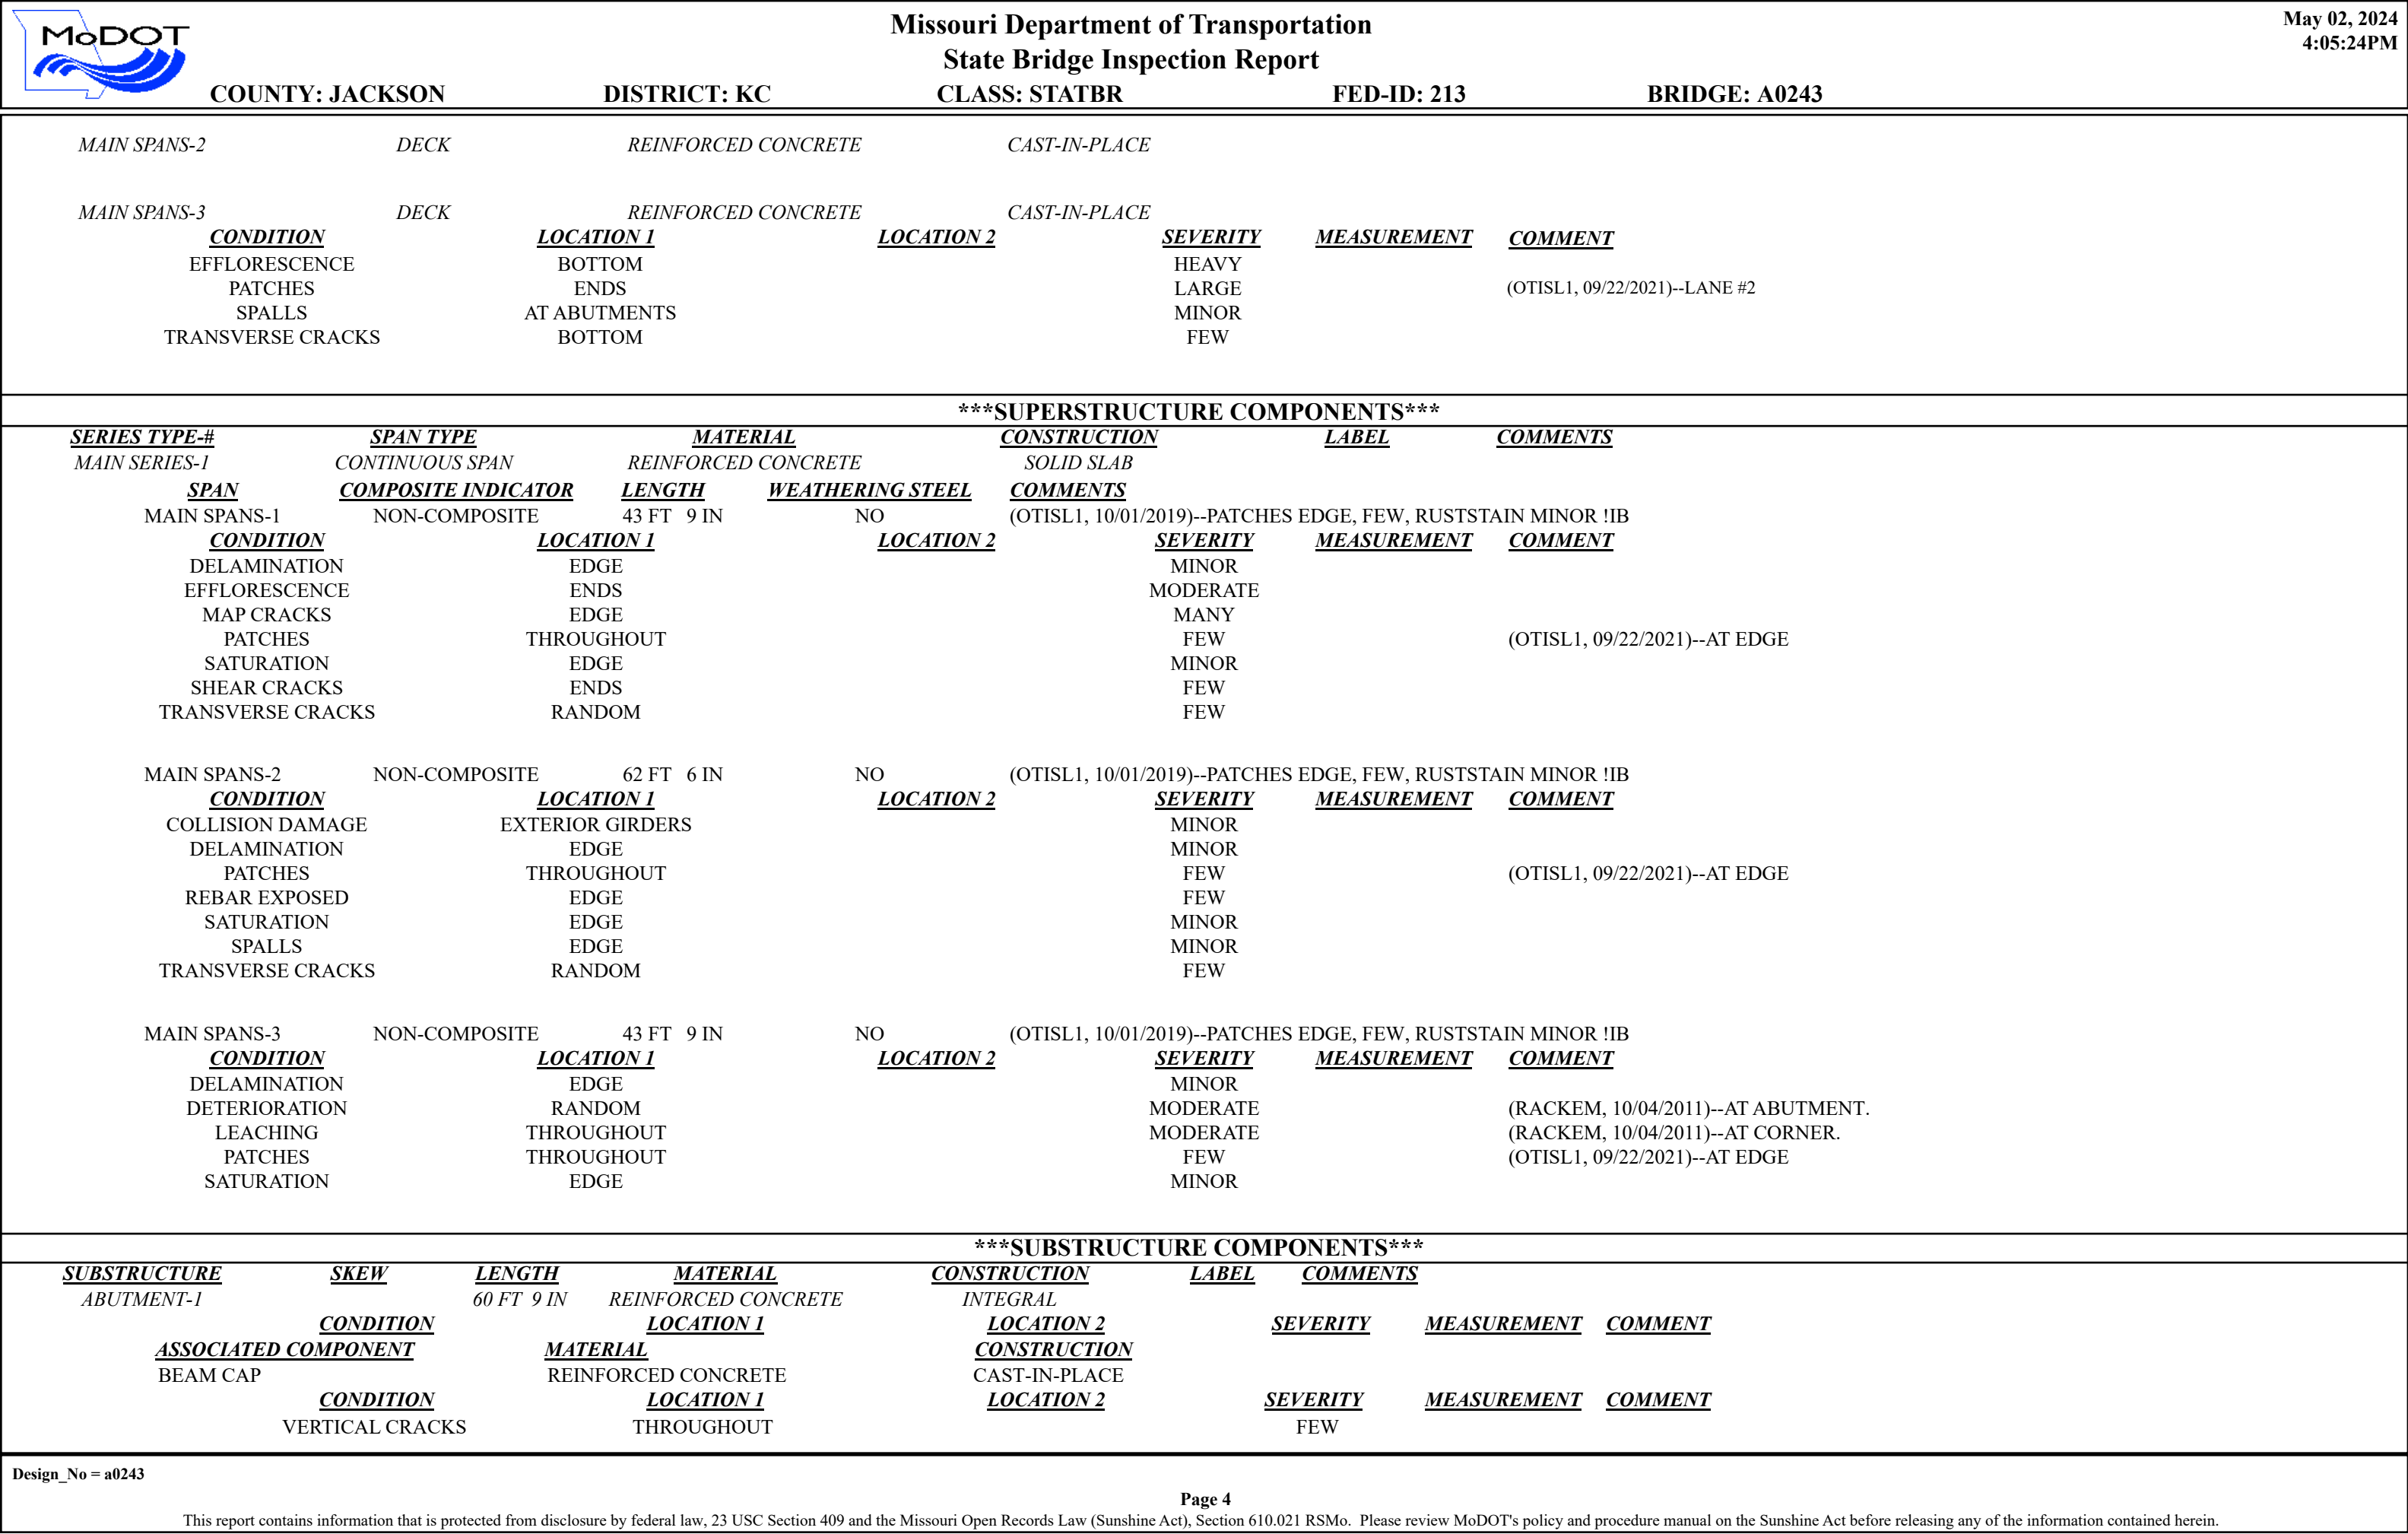 MoDOT
Missouri Department of Transportation
State Bridge Inspection Report
May 02, 2024
4:05:24PM
COUNTY: JACKSON DISTRICT: KC CLASS: STATBR FED-ID: 213 BRIDGE: A0243
MAIN SPANS-2 DECK REINFORCED CONCRETE CAST-IN-PLACE
MAIN SPANS-3 DECK REINFORCED CONCRETE CAST-IN-PLACE
CONDITION LOCATION 1 LOCATION 2 SEVERITY MEASUREMENT COMMENT
EFFLORESCENCE BOTTOM HEAVY
PATCHES ENDS LARGE (OTISL1, 09/22/2021)--LANE #2
SPALLS AT ABUTMENTS MINOR
TRANSVERSE CRACKS BOTTOM FEW
***SUPERSTRUCTURE COMPONENTS***
SERIES TYPE-# SPAN TYPE MATERIAL CONSTRUCTION LABEL COMMENTS
MAIN SERIES-1 CONTINUOUS SPAN REINFORCED CONCRETE SOLID SLAB
SPAN COMPOSITE INDICATOR LENGTH WEATHERING STEEL COMMENTS
MAIN SPANS-1 NON-COMPOSITE 43 FT 9 IN NO (OTISL1, 10/01/2019)--PATCHES EDGE, FEW, RUSTSTAIN MINOR !IB
CONDITION LOCATION 1 LOCATION 2 SEVERITY MEASUREMENT COMMENT
DELAMINATION EDGE MINOR
EFFLORESCENCE ENDS MODERATE
MAP CRACKS EDGE MANY
PATCHES THROUGHOUT FEW (OTISL1, 09/22/2021)--AT EDGE
SATURATION EDGE MINOR
SHEAR CRACKS ENDS FEW
TRANSVERSE CRACKS RANDOM FEW
MAIN SPANS-2 NON-COMPOSITE 62 FT 6 IN NO (OTISL1, 10/01/2019)--PATCHES EDGE, FEW, RUSTSTAIN MINOR !IB
CONDITION LOCATION 1 LOCATION 2 SEVERITY MEASUREMENT COMMENT
COLLISION DAMAGE EXTERIOR GIRDERS MINOR
DELAMINATION EDGE MINOR
PATCHES THROUGHOUT FEW (OTISL1, 09/22/2021)--AT EDGE
REBAR EXPOSED EDGE FEW
SATURATION EDGE MINOR
SPALLS EDGE MINOR
TRANSVERSE CRACKS RANDOM FEW
MAIN SPANS-3 NON-COMPOSITE 43 FT 9 IN NO (OTISL1, 10/01/2019)--PATCHES EDGE, FEW, RUSTSTAIN MINOR !IB
CONDITION LOCATION 1 LOCATION 2 SEVERITY MEASUREMENT COMMENT
DELAMINATION EDGE MINOR
DETERIORATION RANDOM MODERATE (RACKEM, 10/04/2011)--AT ABUTMENT.
LEACHING THROUGHOUT MODERATE (RACKEM, 10/04/2011)--AT CORNER.
PATCHES THROUGHOUT FEW (OTISL1, 09/22/2021)--AT EDGE
SATURATION EDGE MINOR
***SUBSTRUCTURE COMPONENTS***
SUBSTRUCTURE SKEW LENGTH MATERIAL CONSTRUCTION LABEL COMMENTS
ABUTMENT-1 60 FT 9 IN REINFORCED CONCRETE INTEGRAL
CONDITION LOCATION 1 LOCATION 2 SEVERITY MEASUREMENT COMMENT
ASSOCIATED COMPONENT MATERIAL CONSTRUCTION
BEAM CAP REINFORCED CONCRETE CAST-IN-PLACE
CONDITION LOCATION 1 LOCATION 2 SEVERITY MEASUREMENT COMMENT
VERTICAL CRACKS THROUGHOUT FEW
Design_No = a0243
Page 4
This report contains information that is protected from disclosure by federal law, 23 USC Section 409 and the Missouri Open Records Law (Sunshine Act), Section 610.021 RSMo. Please review MoDOT's policy and procedure manual on the Sunshine Act before releasing any of the information contained herein.